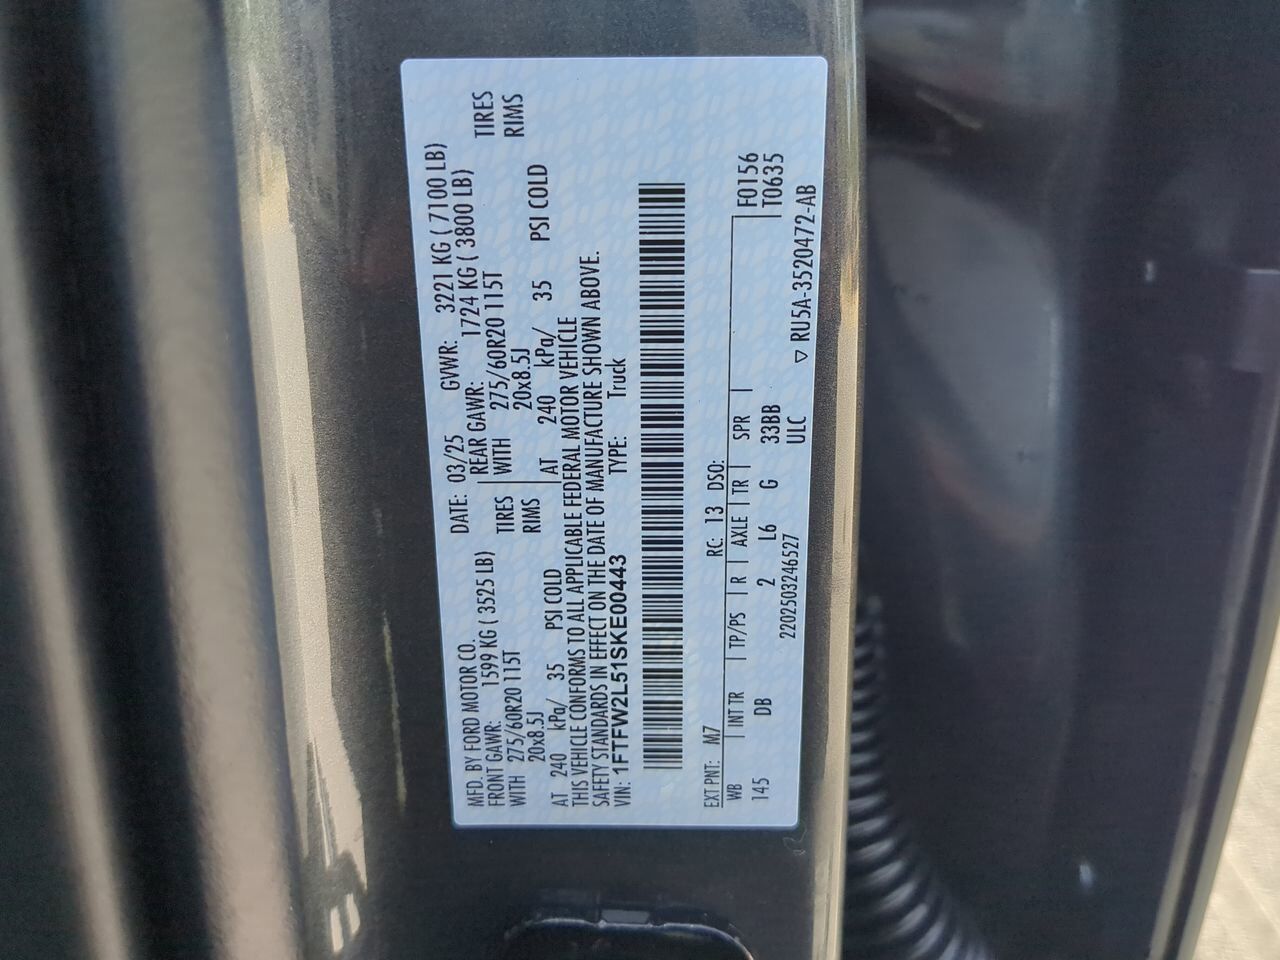 MFD. BY FORD MOTOR CO. DATE: 03/25 GVWR: 3221 KG ( 7100 LB)
FRONT GAWR: 1599 KG ( 3525 LB) REAR GAWR: 1724 KG ( 3800 LB)
WITH 275/60R20 115T TIRES WITH 275/60R20 115T TIRES
20x8.5J RIMS 20x8.5J RIMS
AT 240 kPa/ 35 PSI COLD AT 240 kPa/ 35 PSI COLD
THIS VEHICLE CONFORMS TO ALL APPLICABLE FEDERAL MOTOR VEHICLE
SAFETY STANDARDS IN EFFECT ON THE DATE OF MANUFACTURE SHOWN ABOVE.
VIN: 1FTFW2L51SKE00443 TYPE: Truck
EXT PNT: M7 RC: 13 DSO: F0156
WB INT TR TP/PS R AXLE TR SPR T0635
145 DB 2 L6 G 33BB
2202503246527 ULC
▽ RU5A-3520472-AB